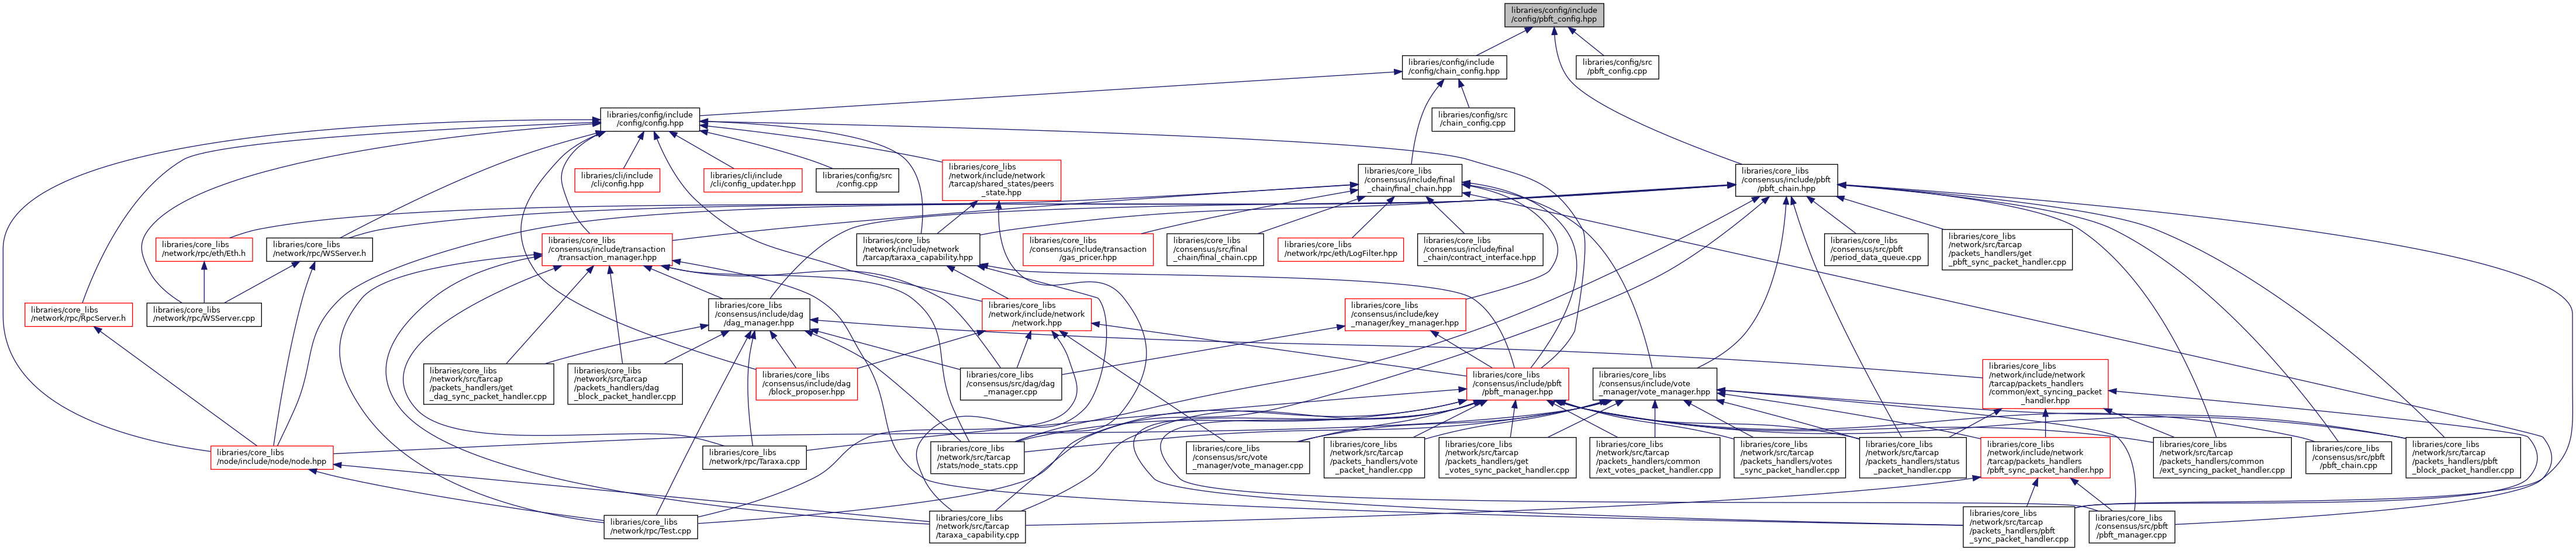 libraries/config/include
/config/pbft_config.hpp
libraries/config/include
/config/chain_config.hpp
libraries/config/src
/pbft_config.cpp
libraries/config/include
/config/config.hpp
libraries/config/src
/chain_config.cpp
libraries/cli/include
/cli/config.hpp
libraries/cli/include
/cli/config_updater.hpp
libraries/config/src
/config.cpp
libraries/core_libs
/network/include/network
/tarcap/shared_states/peers
_state.hpp
libraries/core_libs
/consensus/include/final
_chain/final_chain.hpp
libraries/core_libs
/consensus/include/pbft
/pbft_chain.hpp
libraries/core_libs
/network/rpc/eth/Eth.h
libraries/core_libs
/network/rpc/WSServer.h
libraries/core_libs
/consensus/include/transaction
/transaction_manager.hpp
libraries/core_libs
/network/include/network
/tarcap/taraxa_capability.hpp
libraries/core_libs
/consensus/include/transaction
/gas_pricer.hpp
libraries/core_libs
/consensus/src/final
_chain/final_chain.cpp
libraries/core_libs
/network/rpc/eth/LogFilter.hpp
libraries/core_libs
/consensus/include/final
_chain/contract_interface.hpp
libraries/core_libs
/consensus/src/pbft
/period_data_queue.cpp
libraries/core_libs
/network/src/tarcap
/packets_handlers/get
_pbft_sync_packet_handler.cpp
libraries/core_libs
/network/rpc/RpcServer.h
libraries/core_libs
/network/rpc/WSServer.cpp
libraries/core_libs
/consensus/include/dag
/dag_manager.hpp
libraries/core_libs
/network/include/network
/network.hpp
libraries/core_libs
/consensus/include/key
_manager/key_manager.hpp
libraries/core_libs
/network/src/tarcap
/packets_handlers/get
_dag_sync_packet_handler.cpp
libraries/core_libs
/network/src/tarcap
/packets_handlers/dag
_block_packet_handler.cpp
libraries/core_libs
/consensus/include/dag
/block_proposer.hpp
libraries/core_libs
/consensus/src/dag/dag
_manager.cpp
libraries/core_libs
/consensus/include/pbft
/pbft_manager.hpp
libraries/core_libs
/consensus/include/vote
_manager/vote_manager.hpp
libraries/core_libs
/network/include/network
/tarcap/packets_handlers
/common/ext_syncing_packet
_handler.hpp
libraries/core_libs
/node/include/node/node.hpp
libraries/core_libs
/network/rpc/Taraxa.cpp
libraries/core_libs
/network/src/tarcap
/stats/node_stats.cpp
libraries/core_libs
/consensus/src/vote
_manager/vote_manager.cpp
libraries/core_libs
/network/src/tarcap
/packets_handlers/vote
_packet_handler.cpp
libraries/core_libs
/network/src/tarcap
/packets_handlers/get
_votes_sync_packet_handler.cpp
libraries/core_libs
/network/src/tarcap
/packets_handlers/common
/ext_votes_packet_handler.cpp
libraries/core_libs
/network/src/tarcap
/packets_handlers/votes
_sync_packet_handler.cpp
libraries/core_libs
/network/src/tarcap
/packets_handlers/status
_packet_handler.cpp
libraries/core_libs
/network/include/network
/tarcap/packets_handlers
/pbft_sync_packet_handler.hpp
libraries/core_libs
/network/src/tarcap
/packets_handlers/common
/ext_syncing_packet_handler.cpp
libraries/core_libs
/consensus/src/pbft
/pbft_chain.cpp
libraries/core_libs
/network/src/tarcap
/packets_handlers/pbft
_block_packet_handler.cpp
libraries/core_libs
/network/rpc/Test.cpp
libraries/core_libs
/network/src/tarcap
/taraxa_capability.cpp
libraries/core_libs
/network/src/tarcap
/packets_handlers/pbft
_sync_packet_handler.cpp
libraries/core_libs
/consensus/src/pbft
/pbft_manager.cpp